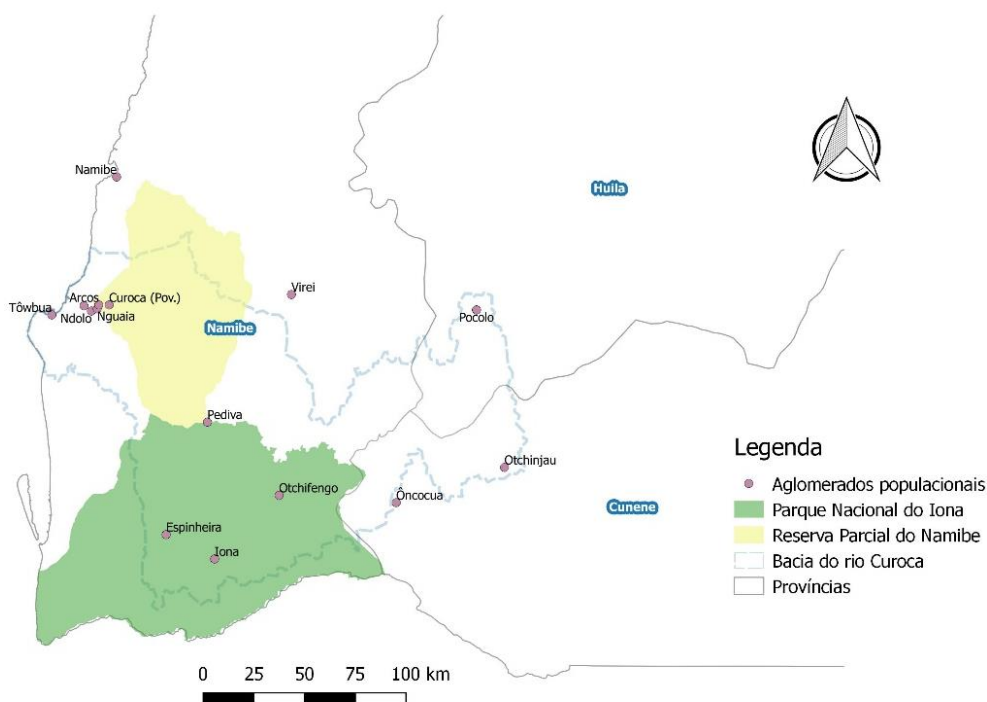 Namibe
Huila
Virei
Arcos
Curoca (Pov.)
Tôwbua
Ndolo
Nguaia
Namibe
Pocolo
Pediva
Otchinjau
Otchifengo
Ôncocuá
Cunene
Espinheira
Iona
Legenda
Aglomerados populacionais
Parque Nacional do Iona
Reserva Parcial do Namibe
Bacia do rio Curoca
Províncias
0 25 50 75 100 km